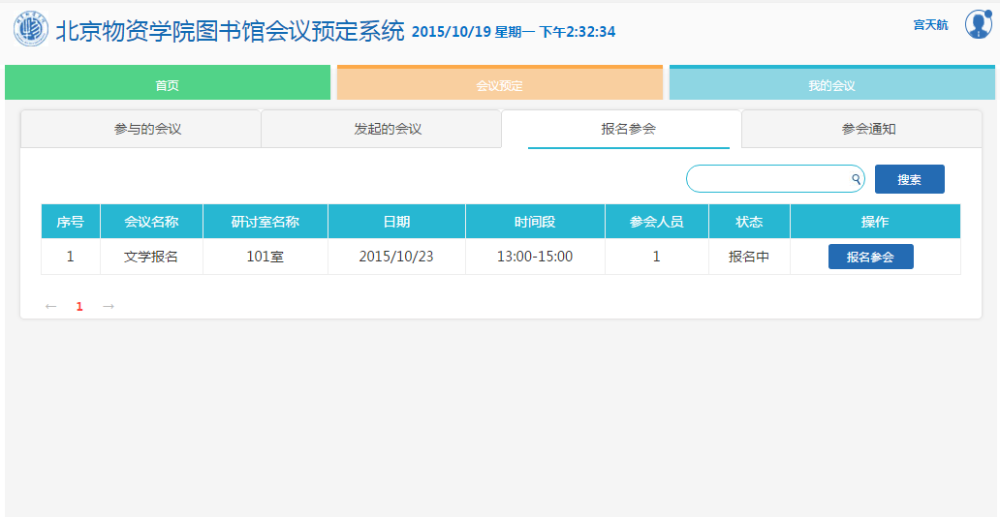 北京物资学院图书馆会议预定系统 2015/10/19 星期一 下午2:32:34 宫天航
首页 会议预定 我的会议
参与的会议 发起的会议 报名参会 参会通知
搜索
序号 会议名称 研讨室名称 日期 时间段 参会人员 状态 操作
1 文学报名 101室 2015/10/23 13:00-15:00 1 报名中 报名参会
← 1 →